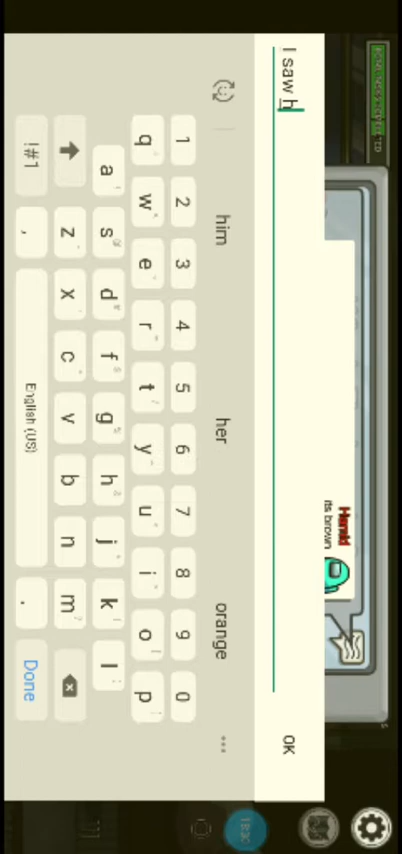 I saw h
OK
him her orange
1 2 3 4 5 6 7 8 9 0
q w e r t y u i o p
a s d f g h j k l
z x c v b n m
!#1 , English (US) . Done
its brown